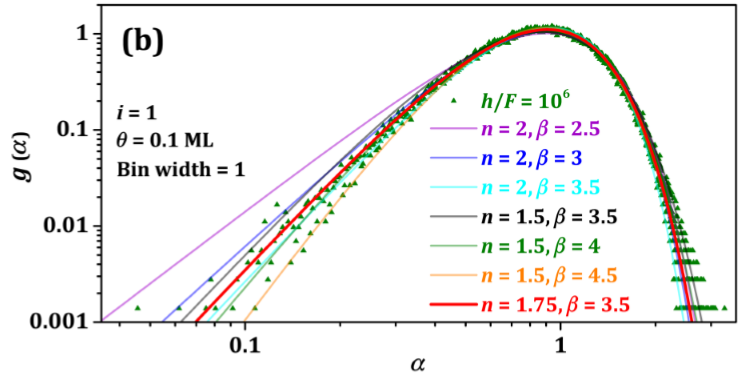 (b)
i = 1
θ = 0.1 ML
Bin width = 1
h/F = 10⁶
n = 2, β = 2.5
n = 2, β = 3
n = 2, β = 3.5
n = 1.5, β = 3.5
n = 1.5, β = 4
n = 1.5, β = 4.5
n = 1.75, β = 3.5
g (α)
1
0.1
0.01
0.001
0.1
1
α